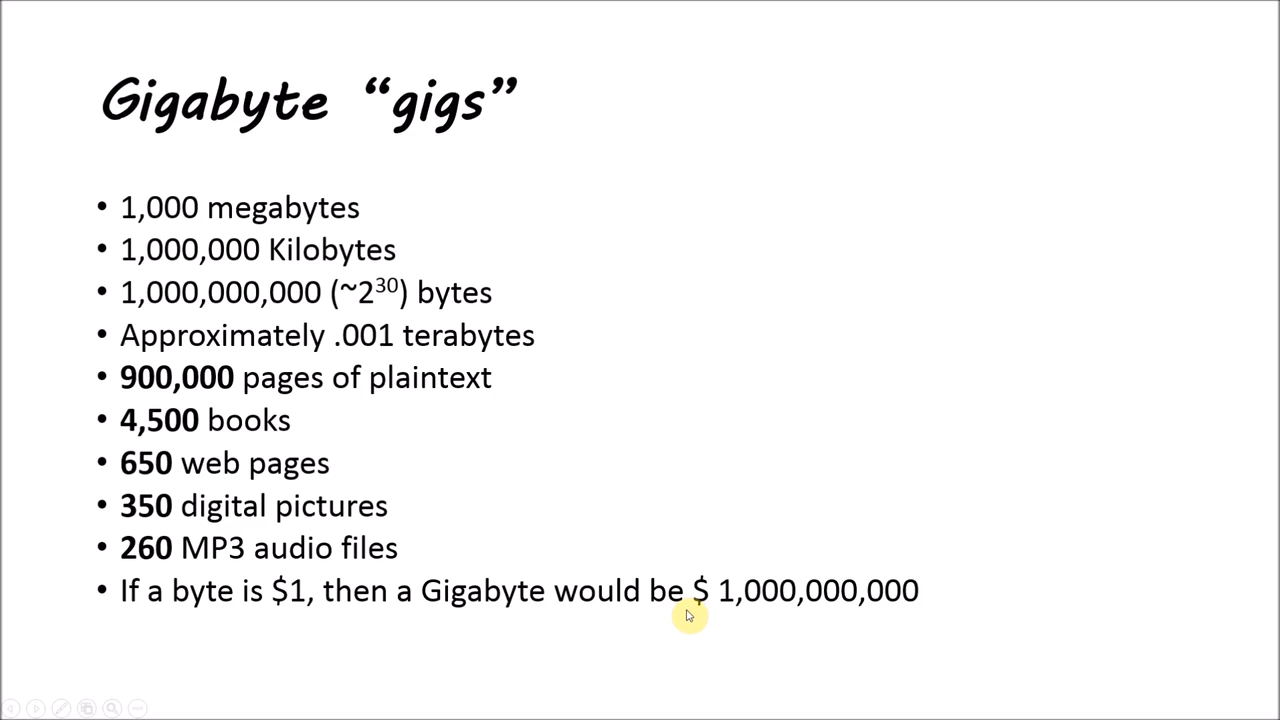 Gigabyte “gigs”
• 1,000 megabytes
• 1,000,000 Kilobytes
• 1,000,000,000 (~2³⁰) bytes
• Approximately .001 terabytes
• 900,000 pages of plaintext
• 4,500 books
• 650 web pages
• 350 digital pictures
• 260 MP3 audio files
• If a byte is $1, then a Gigabyte would be $ 1,000,000,000